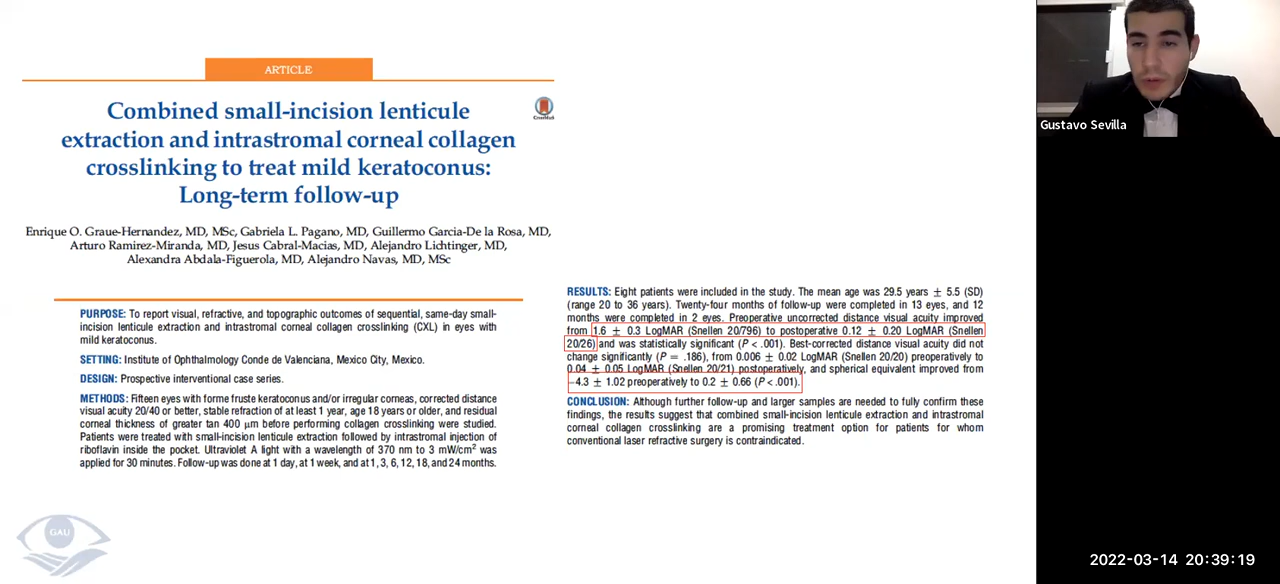 ARTICLE
Combined small-incision lenticule
extraction and intrastromal corneal collagen
crosslinking to treat mild keratoconus:
Long-term follow-up
CrossMark
Enrique O. Graue-Hernandez, MD, MSc, Gabriela L. Pagano, MD, Guillermo Garcia-De la Rosa, MD,
Arturo Ramirez-Miranda, MD, Jesus Cabral-Macias, MD, Alejandro Lichtinger, MD,
Alexandra Abdala-Figuerola, MD, Alejandro Navas, MD, MSc
PURPOSE: To report visual, refractive, and topographic outcomes of sequential, same-day small-
incision lenticule extraction and intrastromal corneal collagen crosslinking (CXL) in eyes with
mild keratoconus.
SETTING: Institute of Ophthalmology Conde de Valenciana, Mexico City, Mexico.
DESIGN: Prospective interventional case series.
METHODS: Fifteen eyes with forme fruste keratoconus and/or irregular corneas, corrected distance
visual acuity 20/40 or better, stable refraction of at least 1 year, age 18 years or older, and residual
corneal thickness of greater tan 400 μm before performing collagen crosslinking were studied.
Patients were treated with small-incision lenticule extraction followed by intrastromal injection of
riboflavin inside the pocket. Ultraviolet A light with a wavelength of 370 nm to 3 mW/cm² was
applied for 30 minutes. Follow-up was done at 1 day, at 1 week, and at 1, 3, 6, 12, 18, and 24 months.
RESULTS: Eight patients were included in the study. The mean age was 29.5 years ± 5.5 (SD)
(range 20 to 36 years). Twenty-four months of follow-up were completed in 13 eyes, and 12
months were completed in 2 eyes. Preoperative uncorrected distance visual acuity improved
from 1.6 ± 0.3 LogMAR (Snellen 20/796) to postoperative 0.12 ± 0.20 LogMAR (Snellen
20/26) and was statistically significant (P < .001). Best-corrected distance visual acuity did not
change significantly (P = .186), from 0.006 ± 0.02 LogMAR (Snellen 20/20) preoperatively to
0.04 ± 0.05 LogMAR (Snellen 20/21) postoperatively, and spherical equivalent improved from
−4.3 ± 1.02 preoperatively to 0.2 ± 0.66 (P < .001).
CONCLUSION: Although further follow-up and larger samples are needed to fully confirm these
findings, the results suggest that combined small-incision lenticule extraction and intrastromal
corneal collagen crosslinking are a promising treatment option for patients for whom
conventional laser refractive surgery is contraindicated.
GAU
Gustavo Sevilla
2022-03-14 20:39:19